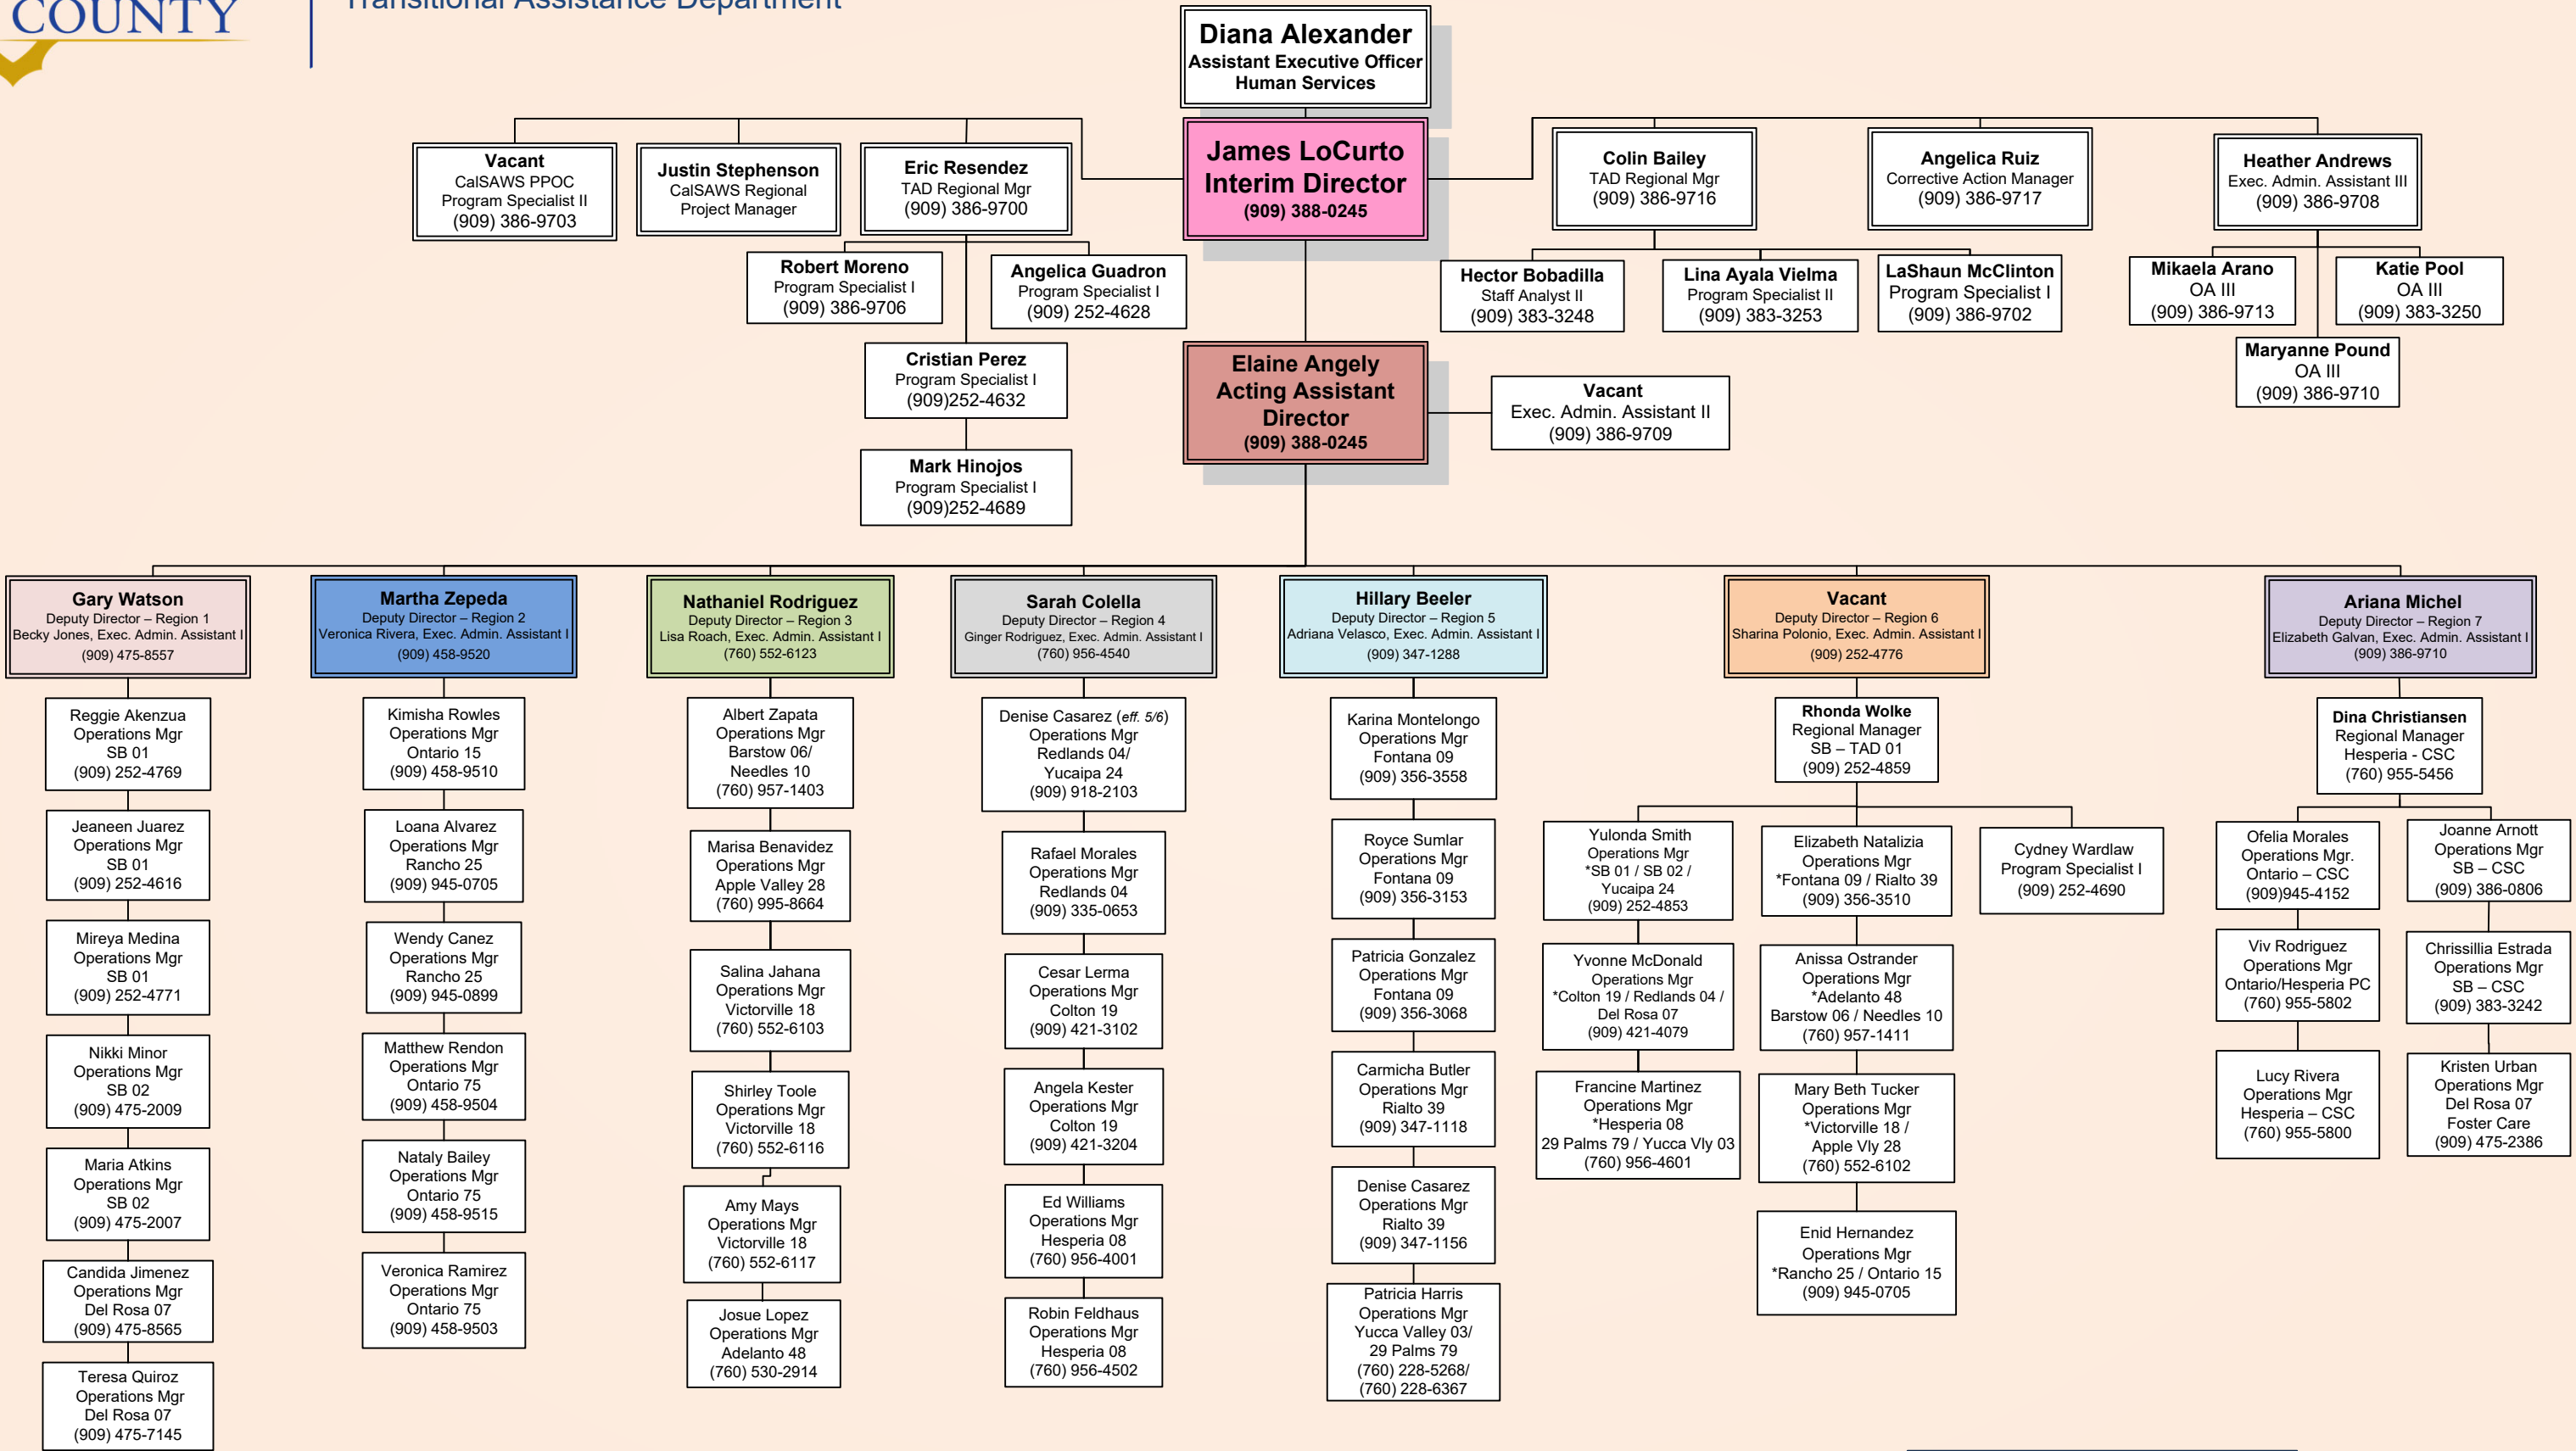 COUNTY
Transitional Assistance Department
Diana Alexander
Assistant Executive Officer
Human Services
James LoCurto
Interim Director
(909) 388-0245
Vacant
CalSAWS PPOC
Program Specialist II
(909) 386-9703
Justin Stephenson
CalSAWS Regional
Project Manager
Eric Resendez
TAD Regional Mgr
(909) 386-9700
Colin Bailey
TAD Regional Mgr
(909) 386-9716
Angelica Ruiz
Corrective Action Manager
(909) 386-9717
Heather Andrews
Exec. Admin. Assistant III
(909) 386-9708
Robert Moreno
Program Specialist I
(909) 386-9706
Angelica Guadron
Program Specialist I
(909) 252-4628
Cristian Perez
Program Specialist I
(909)252-4632
Mark Hinojos
Program Specialist I
(909)252-4689
Hector Bobadilla
Staff Analyst II
(909) 383-3248
Lina Ayala Vielma
Program Specialist II
(909) 383-3253
LaShaun McClinton
Program Specialist I
(909) 386-9702
Mikaela Arano
OA III
(909) 386-9713
Katie Pool
OA III
(909) 383-3250
Maryanne Pound
OA III
(909) 386-9710
Elaine Angely
Acting Assistant
Director
(909) 388-0245
Vacant
Exec. Admin. Assistant II
(909) 386-9709
Gary Watson
Deputy Director – Region 1
Becky Jones, Exec. Admin. Assistant I
(909) 475-8557
Reggie Akenzua
Operations Mgr
SB 01
(909) 252-4769
Jeaneen Juarez
Operations Mgr
SB 01
(909) 252-4616
Mireya Medina
Operations Mgr
SB 01
(909) 252-4771
Nikki Minor
Operations Mgr
SB 02
(909) 475-2009
Maria Atkins
Operations Mgr
SB 02
(909) 475-2007
Candida Jimenez
Operations Mgr
Del Rosa 07
(909) 475-8565
Teresa Quiroz
Operations Mgr
Del Rosa 07
(909) 475-7145
Martha Zepeda
Deputy Director – Region 2
Veronica Rivera, Exec. Admin. Assistant I
(909) 458-9520
Kimisha Rowles
Operations Mgr
Ontario 15
(909) 458-9510
Loana Alvarez
Operations Mgr
Rancho 25
(909) 945-0705
Wendy Canez
Operations Mgr
Rancho 25
(909) 945-0899
Matthew Rendon
Operations Mgr
Ontario 75
(909) 458-9504
Nataly Bailey
Operations Mgr
Ontario 75
(909) 458-9515
Veronica Ramirez
Operations Mgr
Ontario 75
(909) 458-9503
Nathaniel Rodriguez
Deputy Director – Region 3
Lisa Roach, Exec. Admin. Assistant I
(760) 552-6123
Albert Zapata
Operations Mgr
Barstow 06/
Needles 10
(760) 957-1403
Marisa Benavidez
Operations Mgr
Apple Valley 28
(760) 995-8664
Salina Jahana
Operations Mgr
Victorville 18
(760) 552-6103
Shirley Toole
Operations Mgr
Victorville 18
(760) 552-6116
Amy Mays
Operations Mgr
Victorville 18
(760) 552-6117
Josue Lopez
Operations Mgr
Adelanto 48
(760) 530-2914
Sarah Colella
Deputy Director – Region 4
Ginger Rodriguez, Exec. Admin. Assistant I
(760) 956-4540
Denise Casarez (eff. 5/6)
Operations Mgr
Redlands 04/
Yucaipa 24
(909) 918-2103
Rafael Morales
Operations Mgr
Redlands 04
(909) 335-0653
Cesar Lerma
Operations Mgr
Colton 19
(909) 421-3102
Angela Kester
Operations Mgr
Colton 19
(909) 421-3204
Ed Williams
Operations Mgr
Hesperia 08
(760) 956-4001
Robin Feldhaus
Operations Mgr
Hesperia 08
(760) 956-4502
Hillary Beeler
Deputy Director – Region 5
Adriana Velasco, Exec. Admin. Assistant I
(909) 347-1288
Karina Montelongo
Operations Mgr
Fontana 09
(909) 356-3558
Royce Sumlar
Operations Mgr
Fontana 09
(909) 356-3153
Patricia Gonzalez
Operations Mgr
Fontana 09
(909) 356-3068
Carmicha Butler
Operations Mgr
Rialto 39
(909) 347-1118
Denise Casarez
Operations Mgr
Rialto 39
(909) 347-1156
Patricia Harris
Operations Mgr
Yucca Valley 03/
29 Palms 79
(760) 228-5268/
(760) 228-6367
Vacant
Deputy Director – Region 6
Sharina Polonio, Exec. Admin. Assistant I
(909) 252-4776
Rhonda Wolke
Regional Manager
SB – TAD 01
(909) 252-4859
Yulonda Smith
Operations Mgr
*SB 01 / SB 02 /
Yucaipa 24
(909) 252-4853
Yvonne McDonald
Operations Mgr
*Colton 19 / Redlands 04 /
Del Rosa 07
(909) 421-4079
Francine Martinez
Operations Mgr
*Hesperia 08
29 Palms 79 / Yucca Vly 03
(760) 956-4601
Elizabeth Natalizia
Operations Mgr
*Fontana 09 / Rialto 39
(909) 356-3510
Anissa Ostrander
Operations Mgr
*Adelanto 48
Barstow 06 / Needles 10
(760) 957-1411
Mary Beth Tucker
Operations Mgr
*Victorville 18 /
Apple Vly 28
(760) 552-6102
Enid Hernandez
Operations Mgr
*Rancho 25 / Ontario 15
(909) 945-0705
Cydney Wardlaw
Program Specialist I
(909) 252-4690
Ariana Michel
Deputy Director – Region 7
Elizabeth Galvan, Exec. Admin. Assistant I
(909) 386-9710
Dina Christiansen
Regional Manager
Hesperia - CSC
(760) 955-5456
Ofelia Morales
Operations Mgr.
Ontario – CSC
(909)945-4152
Viv Rodriguez
Operations Mgr
Ontario/Hesperia PC
(760) 955-5802
Lucy Rivera
Operations Mgr
Hesperia – CSC
(760) 955-5800
Joanne Arnott
Operations Mgr
SB – CSC
(909) 386-0806
Chrissillia Estrada
Operations Mgr
SB – CSC
(909) 383-3242
Kristen Urban
Operations Mgr
Del Rosa 07
Foster Care
(909) 475-2386